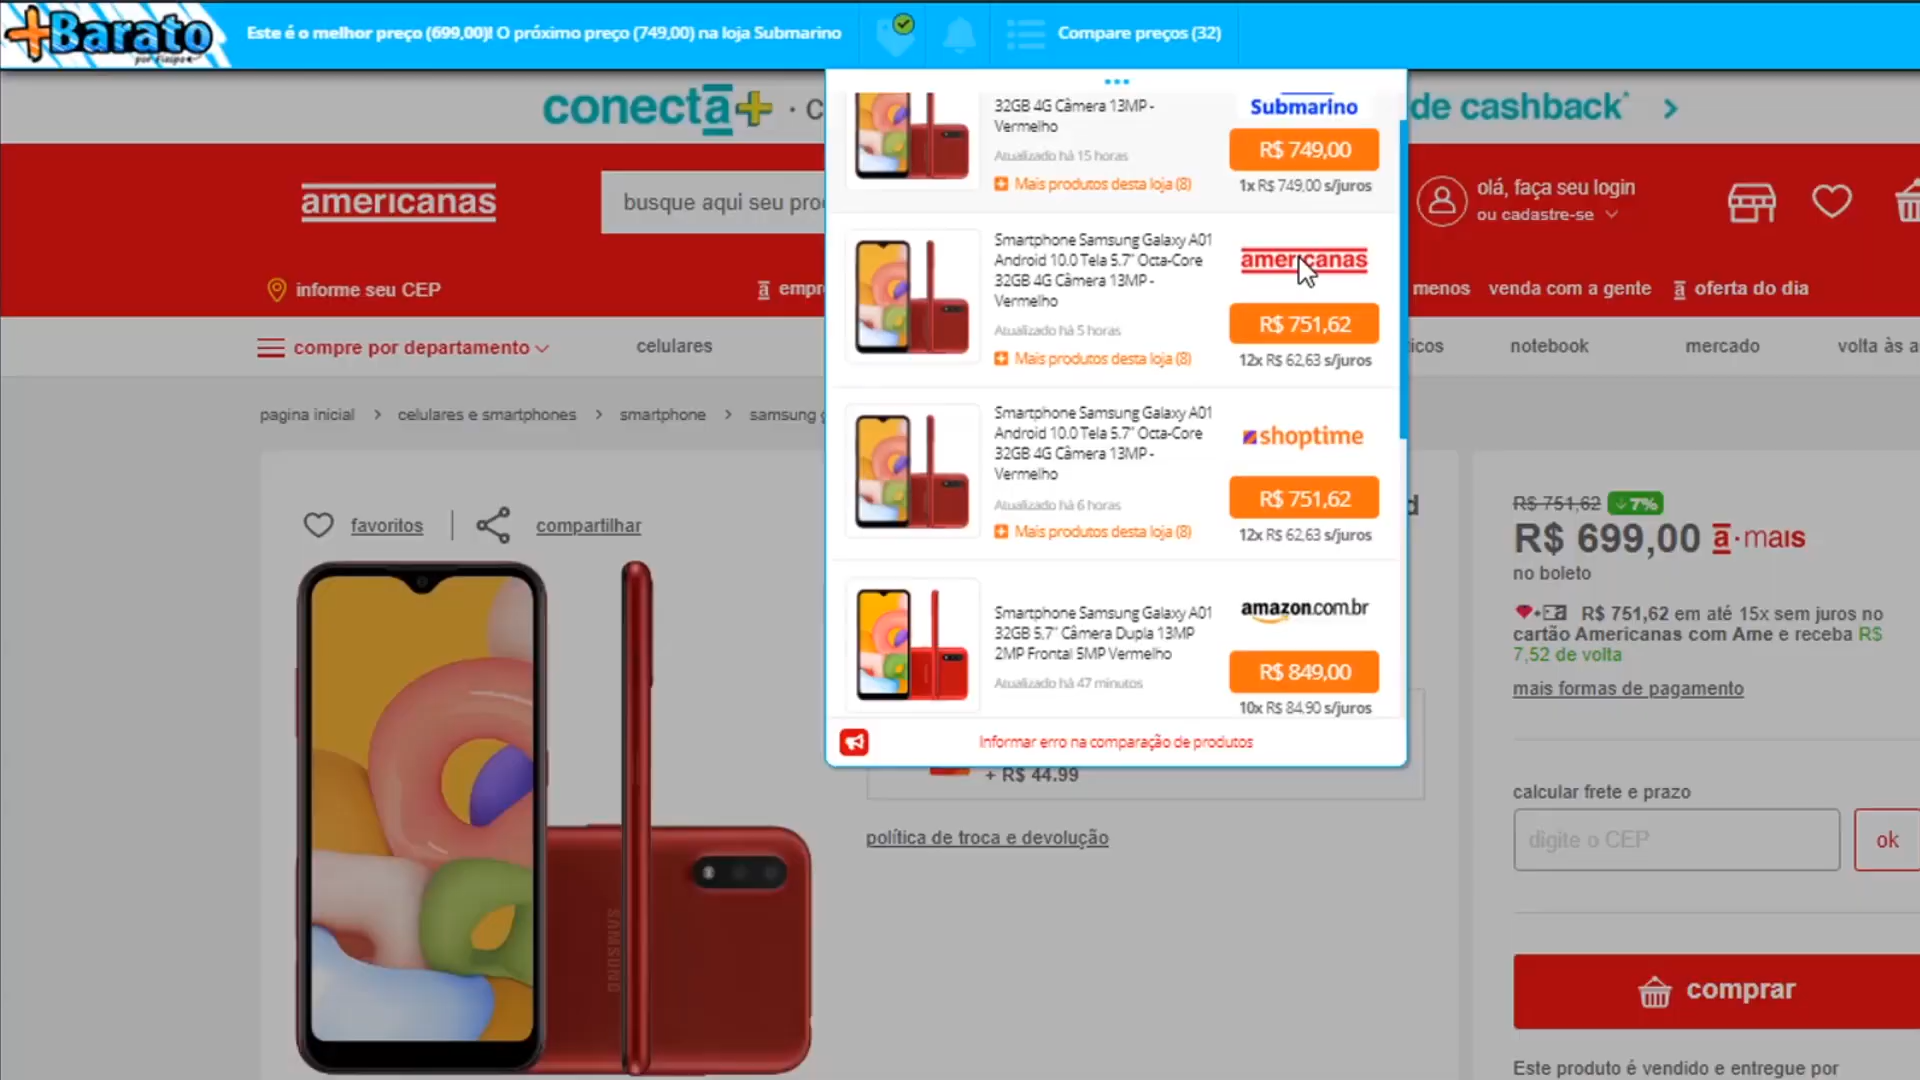 +Barato
Este é o melhor preço (699,00)! O próximo preço (749,00) na loja Submarino
Compare preços (32)
conectā+ · C
de cashback* >
32GB 4G Câmera 13MP -
Vermelho
Atualizado há 15 horas
Mais produtos desta loja (8)
Submarino
R$ 749,00
1x R$ 749,00 s/juros
americanas
busque aqui seu pro
olá, faça seu login
ou cadastre-se
informe seu CEP
ā empr
menos
venda com a gente
ā oferta do dia
Smartphone Samsung Galaxy A01
Android 10.0 Tela 5.7" Octa-Core
32GB 4G Câmera 13MP -
Vermelho
Atualizado há 5 horas
Mais produtos desta loja (8)
americanas
R$ 751,62
12x R$ 62,63 s/juros
compre por departamento
celulares
icos
notebook
mercado
volta às a
pagina inicial > celulares e smartphones > smartphone > samsung g
Smartphone Samsung Galaxy A01
Android 10.0 Tela 5.7" Octa-Core
32GB 4G Câmera 13MP -
Vermelho
Atualizado há 6 horas
Mais produtos desta loja (8)
shoptime
R$ 751,62
12x R$ 62,63 s/juros
favoritos
compartilhar
d
R$ 751,62 7%
R$ 699,00 ā·mais
no boleto
R$ 751,62 em até 15x sem juros no
cartão Americanas com Ame e receba R$
7,52 de volta
mais formas de pagamento
Smartphone Samsung Galaxy A01
32GB 5,7" Câmera Dupla 13MP
2MP Frontal 5MP Vermelho
Atualizado há 47 minutos
amazon.com.br
R$ 849,00
10x R$ 84,90 s/juros
Informar erro na comparação de produtos
+ R$ 44.99
política de troca e devolução
SAMSUNG
calcular frete e prazo
digite o CEP
ok
comprar
Este produto é vendido e entregue por